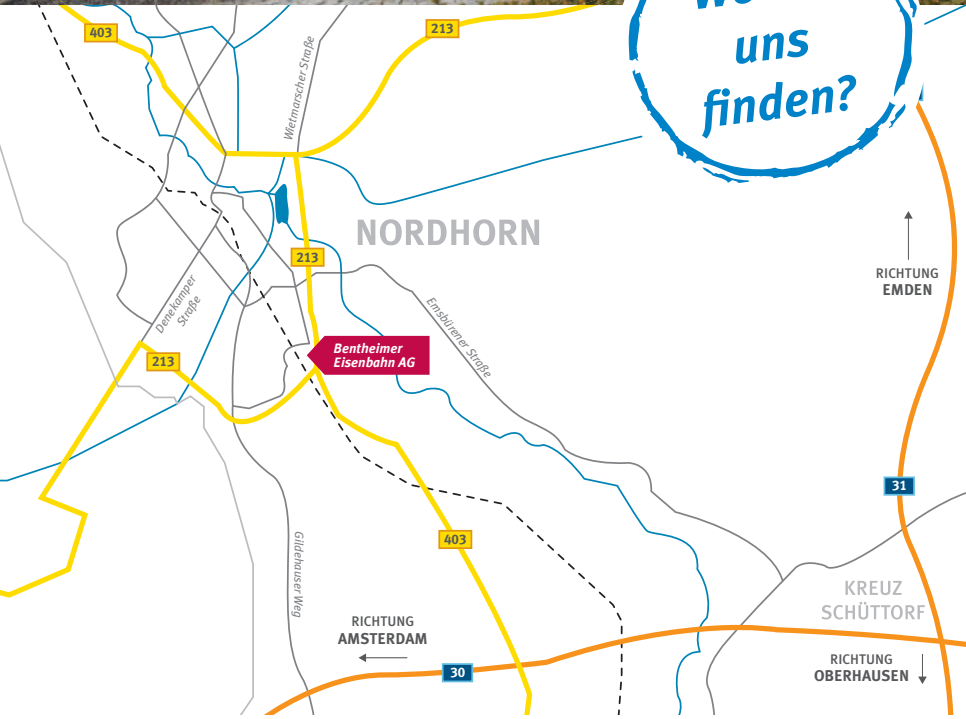 uns
finden?
403
213
Wietmarscher Straße
NORDHORN
213
RICHTUNG
EMDEN
Denekamper
Straße
Emsbürener Straße
Bentheimer
Eisenbahn AG
213
31
403
Gildehauser Weg
KREUZ
SCHÜTTORF
RICHTUNG
AMSTERDAM
30
RICHTUNG
OBERHAUSEN